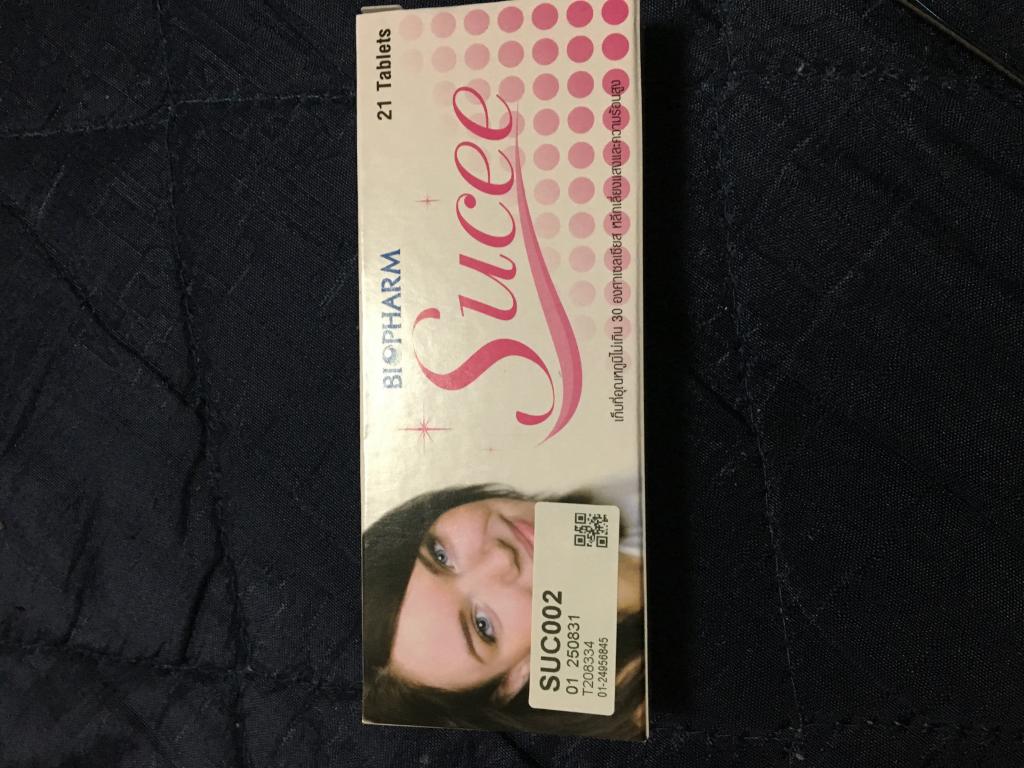 BIOPHARM
21 Tablets
Sucee
เก็บที่อุณหภูมิไม่เกิน 30 องศาเซลเซียส หลีกเลี่ยงแสงและความร้อนสูง
SUC002
01 250831
T208334
01-24956845